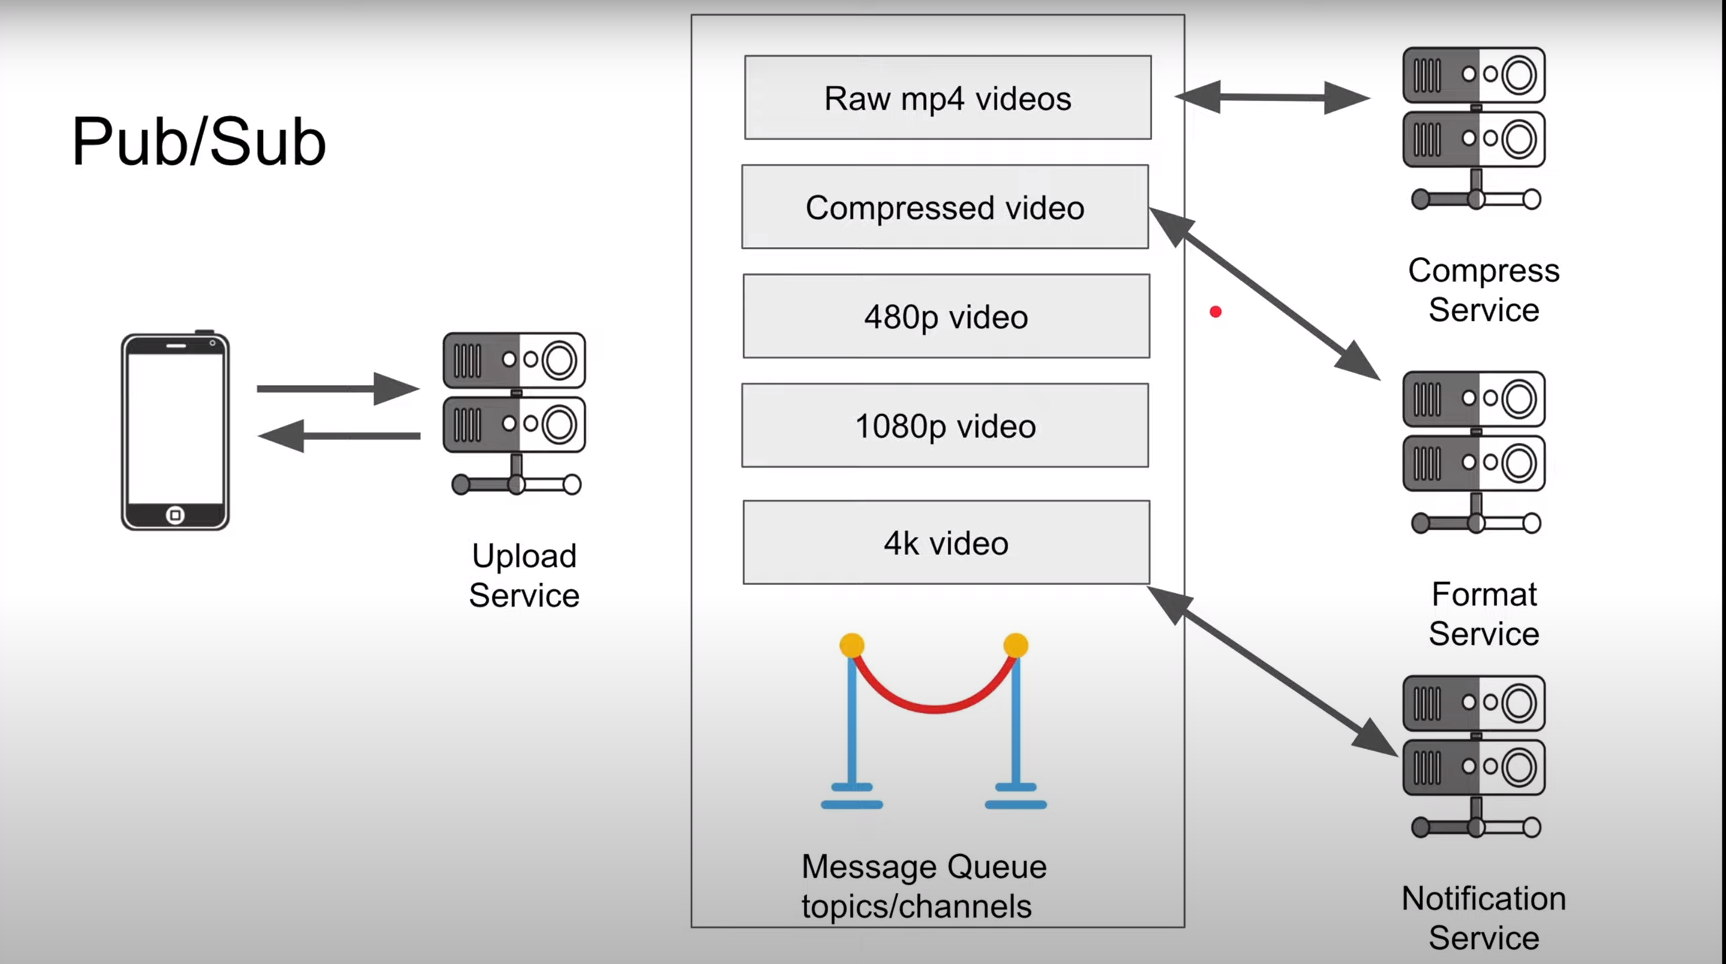 Pub/Sub
Raw mp4 videos
Compressed video
480p video
1080p video
4k video
Message Queue
topics/channels
Upload
Service
Compress
Service
Format
Service
Notification
Service